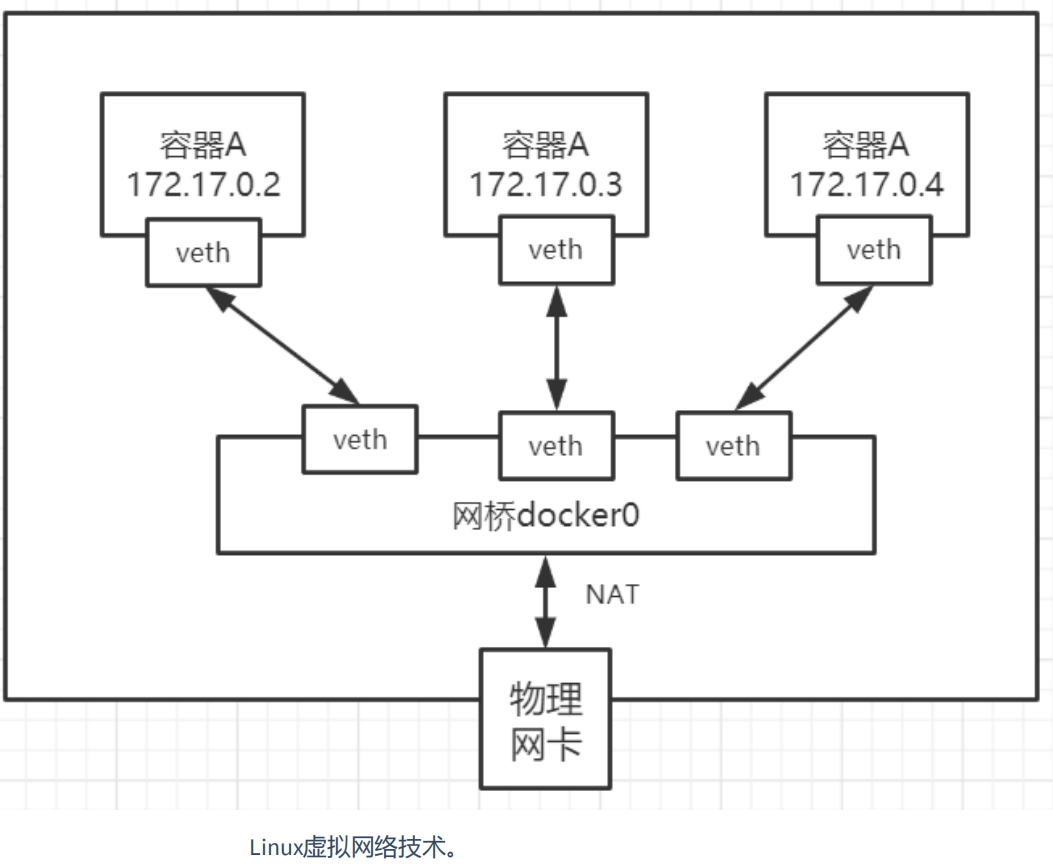 容器A
172.17.0.2
容器A
172.17.0.3
容器A
172.17.0.4
veth
veth
veth
veth
veth
veth
网桥docker0
NAT
物理
网卡
Linux虚拟网络技术。